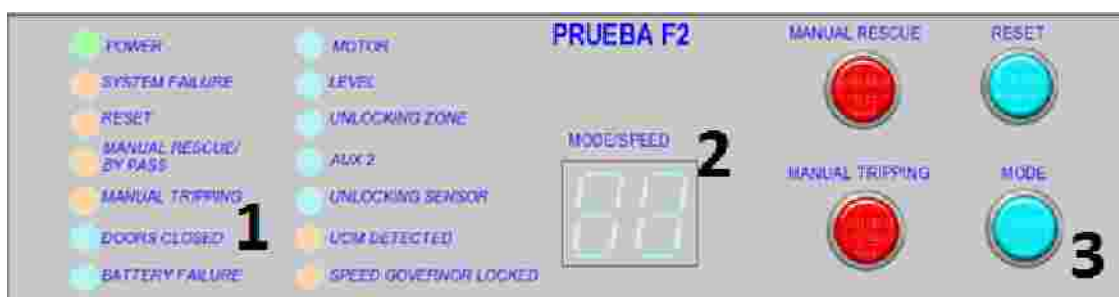 POWER
SYSTEM FAILURE
RESET
MANUAL RESCUE/
BY PASS
MANUAL TRIPPING
DOORS CLOSED
BATTERY FAILURE
1
MOTOR
LEVEL
UNLOCKING ZONE
AUX 2
UNLOCKING SENSOR
UCM DETECTED
SPEED GOVERNOR LOCKED
PRUEBA F2
MODE/SPEED
2
MANUAL RESCUE
RESET
MANUAL TRIPPING
MODE
3